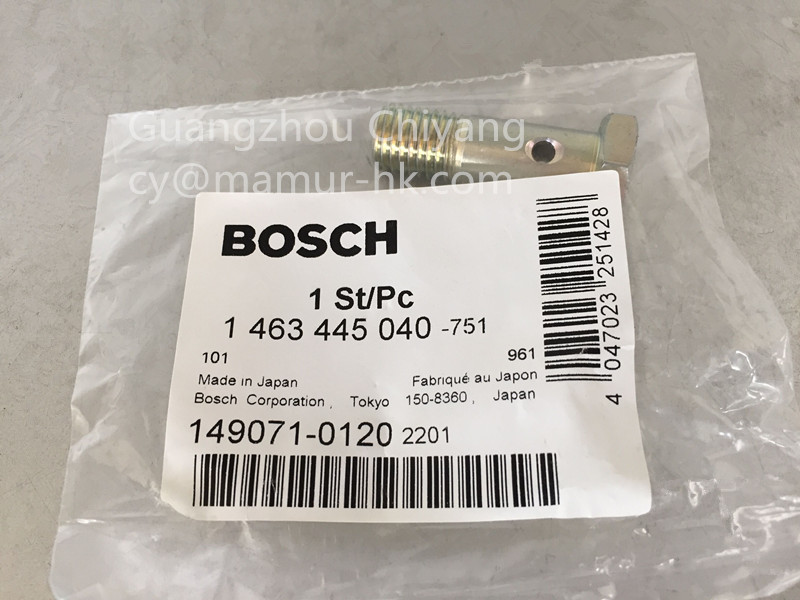 Guangzhou Chiyang
cy@mamur-hk.com
BOSCH
1 St/Pc
1 463 445 040 -751
101 961
Made in Japan Fabriqué au Japon
Bosch Corporation, Tokyo 150-8360, Japan
149071-0120 2201
4 047023 251428